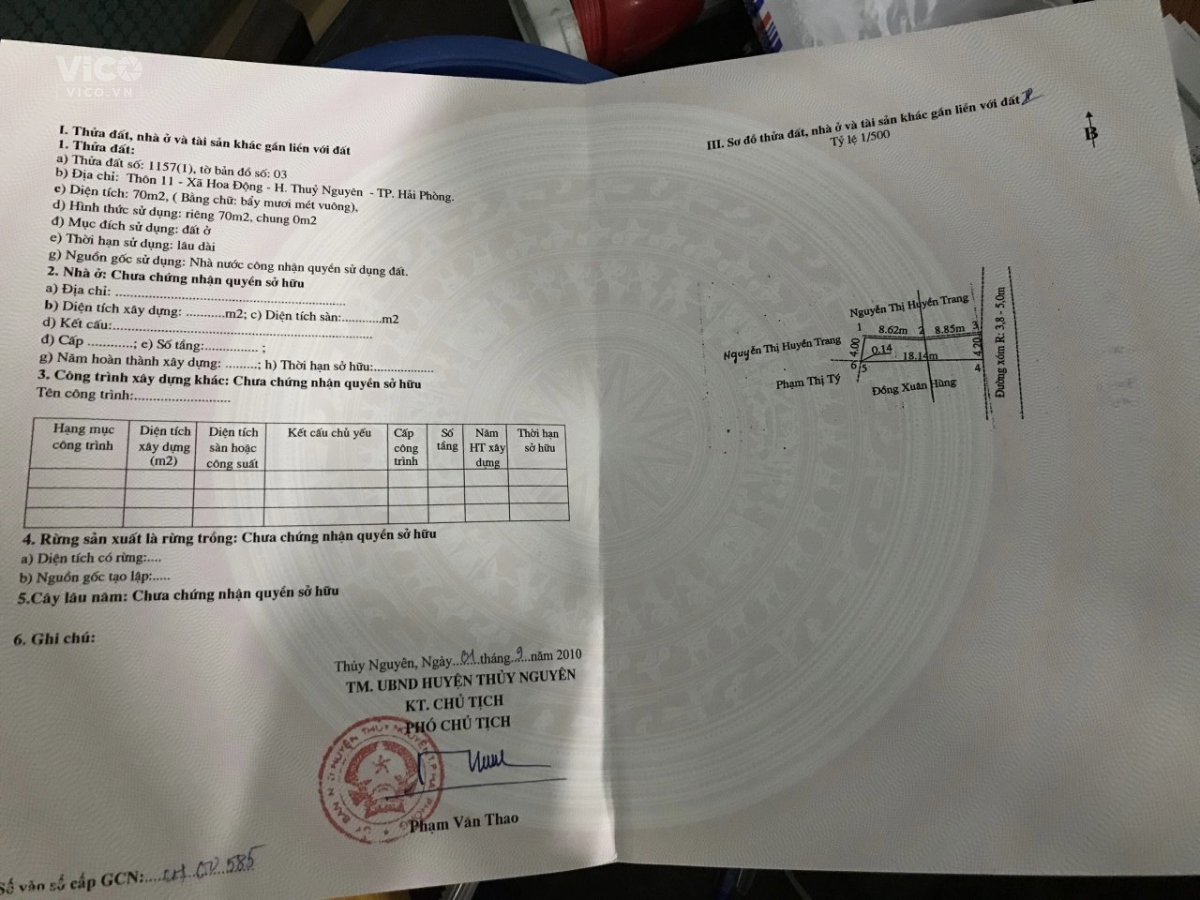 ViCO
VICO.VN
I. Thửa đất, nhà ở và tài sản khác gắn liền với đất
1. Thửa đất:
a) Thửa đất số: 1157(1), tờ bản đồ số: 03
b) Địa chỉ: Thôn 11 - Xã Hoa Động - H. Thuỷ Nguyên - TP. Hải Phòng.
c) Diện tích: 70m2, ( Bằng chữ: bẩy mươi mét vuông),
d) Hình thức sử dụng: riêng 70m2, chung 0m2
đ) Mục đích sử dụng: đất ở
e) Thời hạn sử dụng: lâu dài
g) Nguồn gốc sử dụng: Nhà nước công nhận quyền sử dụng đất.
2. Nhà ở: Chưa chứng nhận quyền sở hữu
a) Địa chỉ: ..........................................................
b) Diện tích xây dựng: ..........m2; c) Diện tích sàn:............m2
d) Kết cấu:.................................................................
đ) Cấp ............; e) Số tầng:............... ;
g) Năm hoàn thành xây dựng: .........; h) Thời hạn sở hữu:................
3. Công trình xây dựng khác: Chưa chứng nhận quyền sở hữu
Tên công trình:.........................
Hạng mục công trình
Diện tích xây dựng (m2)
Diện tích sàn hoặc công suất
Kết cấu chủ yếu
Cấp công trình
Số tầng
Năm HT xây dựng
Thời hạn sở hữu
4. Rừng sản xuất là rừng trồng: Chưa chứng nhận quyền sở hữu
a) Diện tích có rừng:....
b) Nguồn gốc tạo lập:.....
5.Cây lâu năm: Chưa chứng nhận quyền sở hữu
6. Ghi chú:
Thủy Nguyên, Ngày...01...tháng..9...năm 2010
TM. UBND HUYỆN THỦY NGUYÊN
KT. CHỦ TỊCH
PHÓ CHỦ TỊCH
Phạm Văn Thao
Số vào sổ cấp GCN:
III. Sơ đồ thửa đất, nhà ở và tài sản khác gắn liền với đất
Tỷ lệ 1/500
B
Nguyễn Thị Huyền Trang
1 8.62m 2 8.85m 3
Nguyễn Thị Huyền Trang
4.00
0.14
18.14m
4.20
6 5 4
Phạm Thị Tý
Đồng Xuân Hùng
Đường xóm R: 3,8 - 5,0m